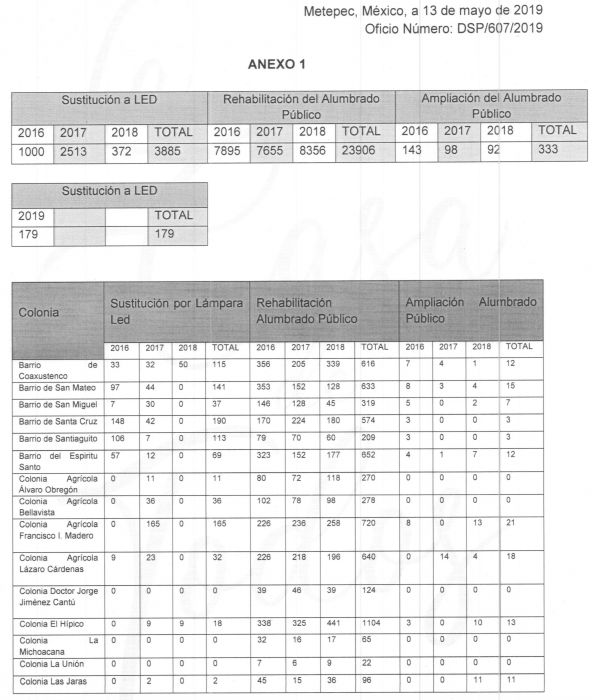 Metepec, México, a 13 de mayo de 2019
Oficio Número: DSP/607/2019
ANEXO 1
Sustitución a LED Rehabilitación del Alumbrado Público Ampliación del Alumbrado Público
2016 2017 2018 TOTAL 2016 2017 2018 TOTAL 2016 2017 2018 TOTAL
1000 2513 372 3885 7895 7655 8356 23906 143 98 92 333
Sustitución a LED
2019 TOTAL
179 179
Colonia Sustitución por Lámpara Led Rehabilitación Alumbrado Público Ampliación Alumbrado Público
2016 2017 2018 TOTAL 2016 2017 2018 TOTAL 2016 2017 2018 TOTAL
Barrio de Coaxustenco 33 32 50 115 356 205 339 616 7 4 1 12
Barrio de San Mateo 97 44 0 141 353 152 128 633 8 3 4 15
Barrio de San Miguel 7 30 0 37 146 128 45 319 5 0 2 7
Barrio de Santa Cruz 148 42 0 190 170 224 180 574 3 0 0 3
Barrio de Santiaguito 106 7 0 113 79 70 60 209 3 0 0 3
Barrio del Espiritu Santo 57 12 0 69 323 152 177 652 4 1 7 12
Colonia Agrícola Álvaro Obregón 0 11 0 11 80 72 118 270 0 0 0 0
Colonia Agrícola Bellavista 0 36 0 36 102 78 98 278 0 0 0 0
Colonia Agrícola Francisco I. Madero 0 165 0 165 226 236 258 720 8 0 13 21
Colonia Agrícola Lázaro Cárdenas 9 23 0 32 226 218 196 640 0 14 4 18
Colonia Doctor Jorge Jiménez Cantú 0 0 0 0 39 46 39 124 0 0 0 0
Colonia El Hípico 0 9 9 18 338 325 441 1104 3 0 10 13
Colonia La Michoacana 0 0 0 0 32 16 17 65 0 0 0 0
Colonia La Unión 0 0 0 0 7 6 9 22 0 0 0 0
Colonia Las Jaras 0 2 0 2 45 15 36 96 0 0 11 11